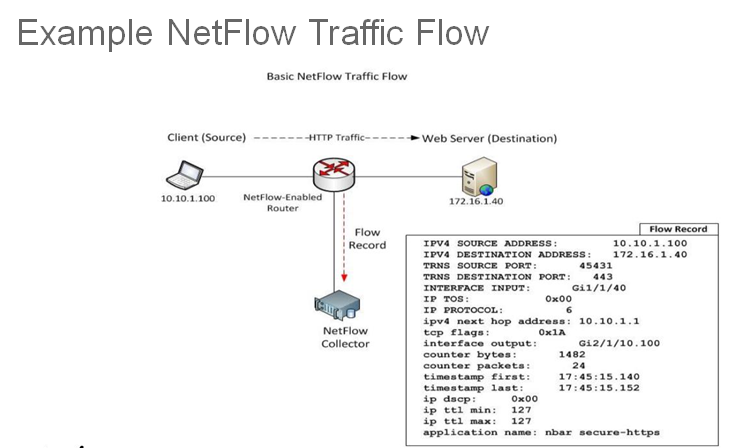 Example NetFlow Traffic Flow
Basic NetFlow Traffic Flow
Client (Source)
HTTP Traffic
Web Server (Destination)
10.10.1.100
NetFlow-Enabled
Router
172.16.1.40
Flow
Record
NetFlow
Collector
Flow Record
IPV4 SOURCE ADDRESS: 10.10.1.100
IPV4 DESTINATION ADDRESS: 172.16.1.40
TRNS SOURCE PORT: 45431
TRNS DESTINATION PORT: 443
INTERFACE INPUT: Gi1/1/40
IP TOS: 0x00
IP PROTOCOL: 6
ipv4 next hop address: 10.10.1.1
tcp flags: 0x1A
interface output: Gi2/1/10.100
counter bytes: 1482
counter packets: 24
timestamp first: 17:45:15.140
timestamp last: 17:45:15.152
ip dscp: 0x00
ip ttl min: 127
ip ttl max: 127
application name: nbar secure-https